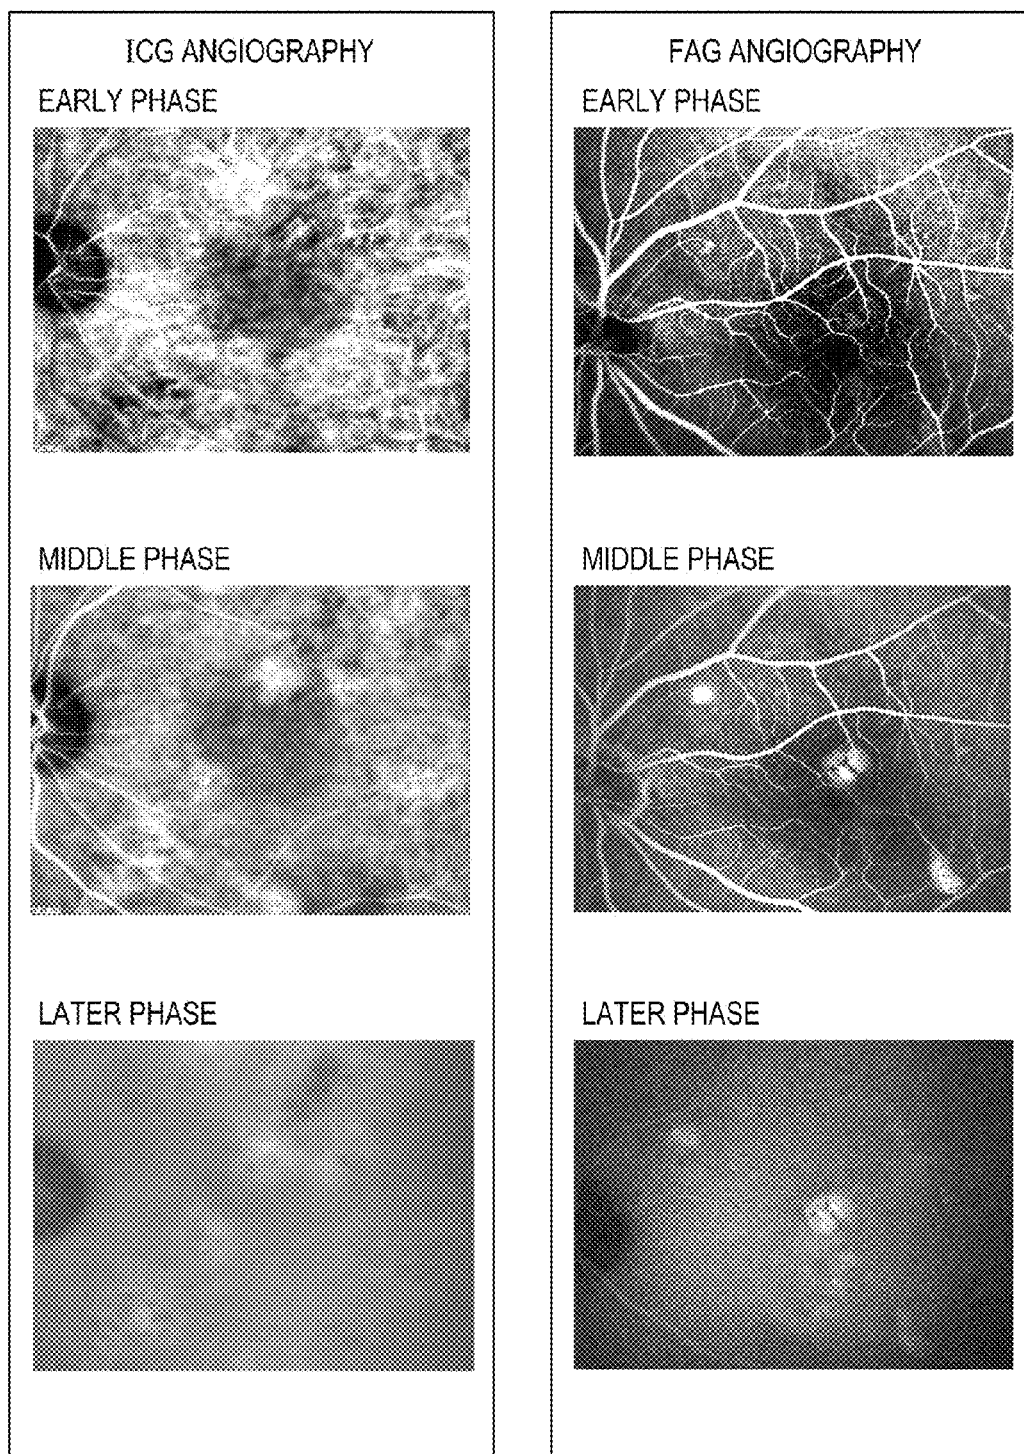 ICG ANGIOGRAPHY
EARLY PHASE
MIDDLE PHASE
LATER PHASE
FAG ANGIOGRAPHY
EARLY PHASE
MIDDLE PHASE
LATER PHASE